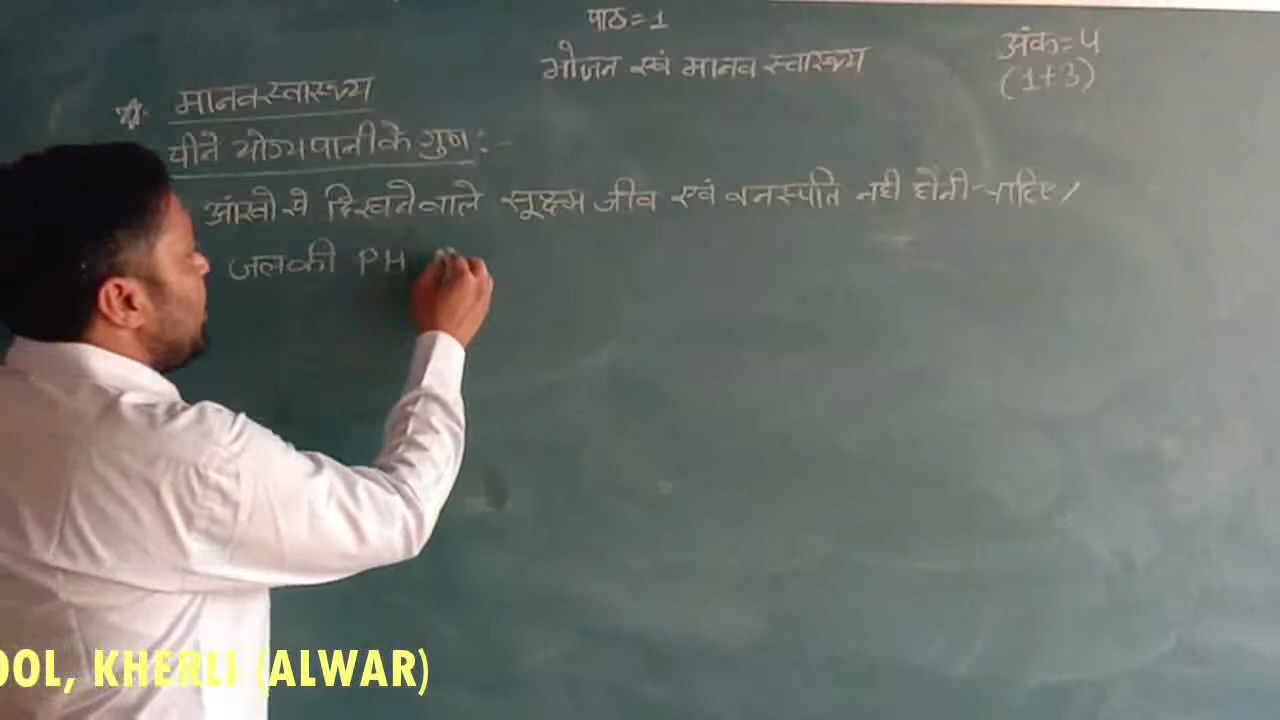 पाठ=1
भोजन एवं मानव स्वास्थ्य
अंक=4
(1+3)
मानव स्वास्थ्य
पीने योग्य पानी के गुण :-
आंखो से दिखने वाले सूक्ष्म जीव एवं वनस्पति नही होनी चाहिए/
जल की PH
OOL, KHERLI (ALWAR)